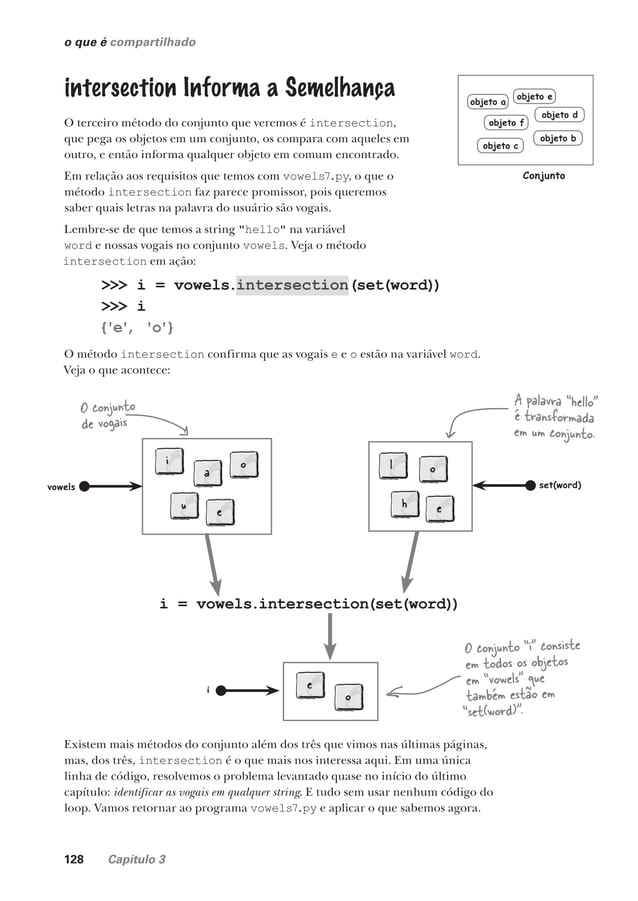 o que é compartilhado
intersection Informa a Semelhança
O terceiro método do conjunto que veremos é intersection,
que pega os objetos em um conjunto, os compara com aqueles em
outro, e então informa qualquer objeto em comum encontrado.
Em relação aos requisitos que temos com vowels7.py, o que o
método intersection faz parece promissor, pois queremos
saber quais letras na palavra do usuário são vogais.
Lembre-se de que temos a string "hello" na variável
word e nossas vogais no conjunto vowels. Veja o método
intersection em ação:
objeto a
objeto e
objeto d
objeto f
objeto b
objeto c
Conjunto
>>> i = vowels.intersection(set(word))
>>> i
{'e', 'o'}
O método intersection confirma que as vogais e e o estão na variável word.
Veja o que acontece:
O conjunto
de vogais
A palavra "hello"
é transformada
em um conjunto.
vowels
i
a
o
u
e
l
o
h
e
set(word)
i = vowels.intersection(set(word))
i
e
o
O conjunto "i" consiste
em todos os objetos
em "vowels" que
também estão em
"set(word)".
Existem mais métodos do conjunto além dos três que vimos nas últimas páginas,
mas, dos três, intersection é o que mais nos interessa aqui. Em uma única
linha de código, resolvemos o problema levantado quase no início do último
capítulo: identificar as vogais em qualquer string. E tudo sem usar nenhum código do
loop. Vamos retornar ao programa vowels7.py e aplicar o que sabemos agora.
128 Capítulo 3